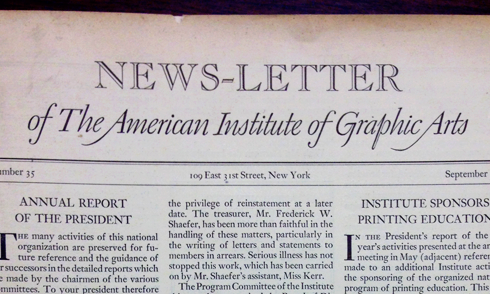 NEWS-LETTER
of The American Institute of Graphic Arts
umber 35
109 East 31st Street, New York
September
ANNUAL REPORT
OF THE PRESIDENT
THE many activities of this national
organization are preserved for fu-
ture reference and the guidance of
r successors in the detailed reports which
e made by the chairmen of the various
mmittees. To your president therefore
the privilege of reinstatement at a later
date. The treasurer, Mr. Frederick W.
Shaefer, has been more than faithful in the
handling of these matters, particularly in
the writing of letters and statements to
members in arrears. Serious illness has not
stopped this work, which has been carried
on by Mr. Shaefer's assistant, Miss Kerr.
The Program Committee of the Institute
INSTITUTE SPONSORS
PRINTING EDUCATION
IN the President's report of the
year's activities presented at the an
meeting in May (adjacent) referen
made to an additional Institute acti
the sponsoring of the organized nat
program of printing education. This